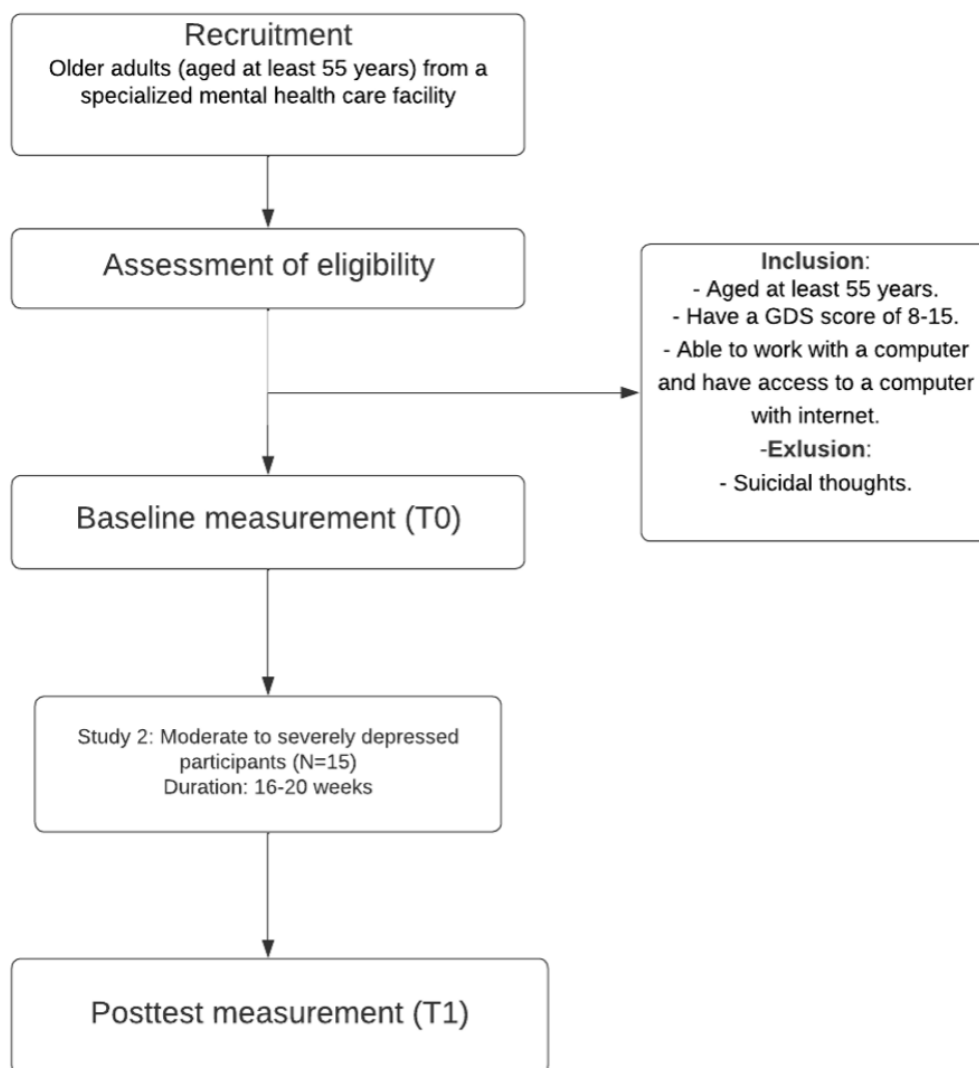 Recruitment
Older adults (aged at least 55 years) from a
specialized mental health care facility
Assessment of eligibility
Inclusion:
- Aged at least 55 years.
- Have a GDS score of 8-15.
- Able to work with a computer
and have access to a computer
with internet.
-Exlusion:
- Suicidal thoughts.
Baseline measurement (T0)
Study 2: Moderate to severely depressed
participants (N=15)
Duration: 16-20 weeks
Posttest measurement (T1)